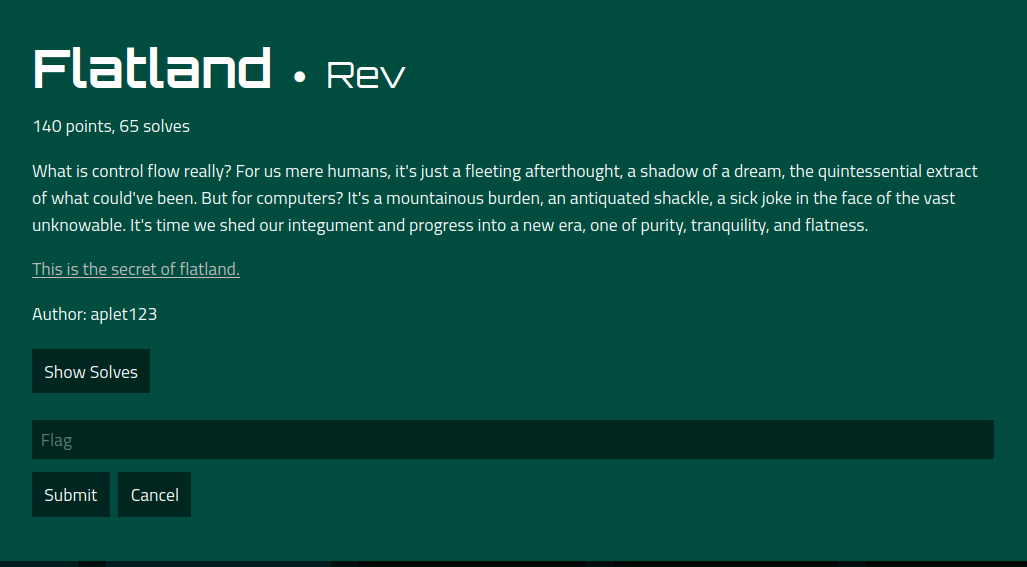 Flatland • Rev
140 points, 65 solves
What is control flow really? For us mere humans, it's just a fleeting afterthought, a shadow of a dream, the quintessential extract
of what could've been. But for computers? It's a mountainous burden, an antiquated shackle, a sick joke in the face of the vast
unknowable. It's time we shed our integument and progress into a new era, one of purity, tranquility, and flatness.
This is the secret of flatland.
Author: aplet123
Show Solves
Flag
Submit Cancel